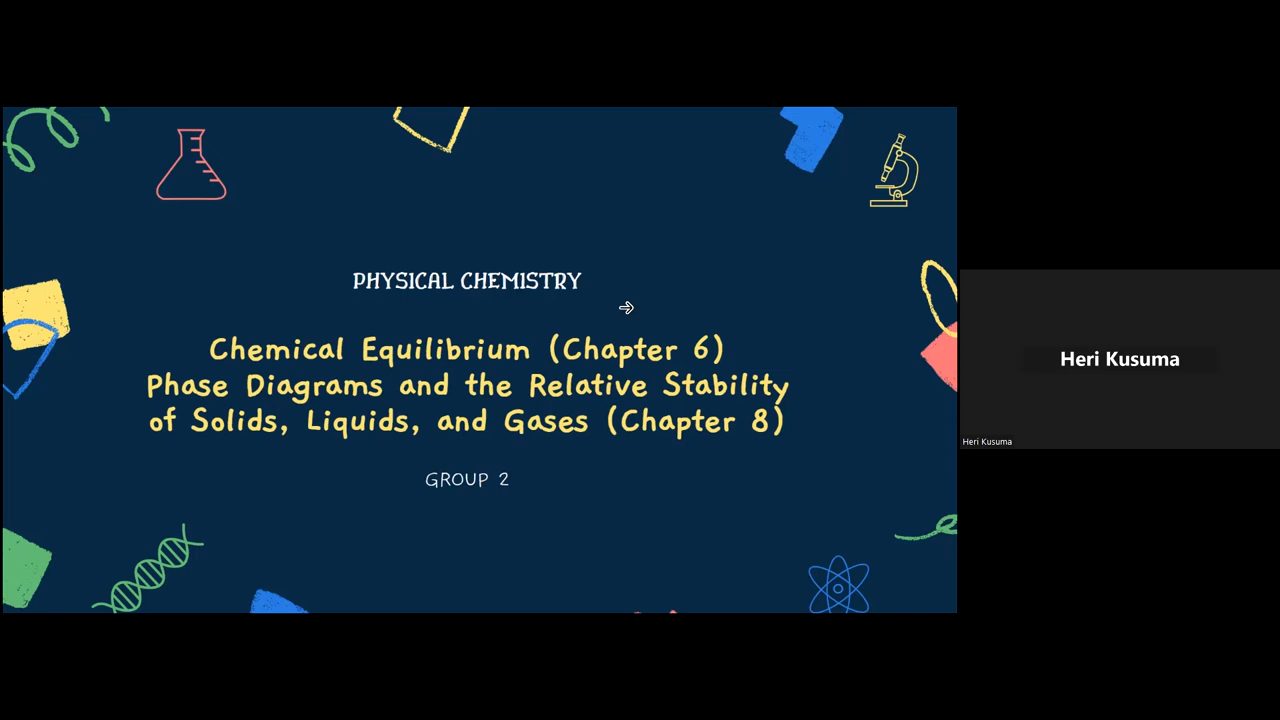 PHYSICAL CHEMISTRY
Chemical Equilibrium (Chapter 6)
Phase Diagrams and the Relative Stability
of Solids, Liquids, and Gases (Chapter 8)
GROUP 2
Heri Kusuma
Heri Kusuma